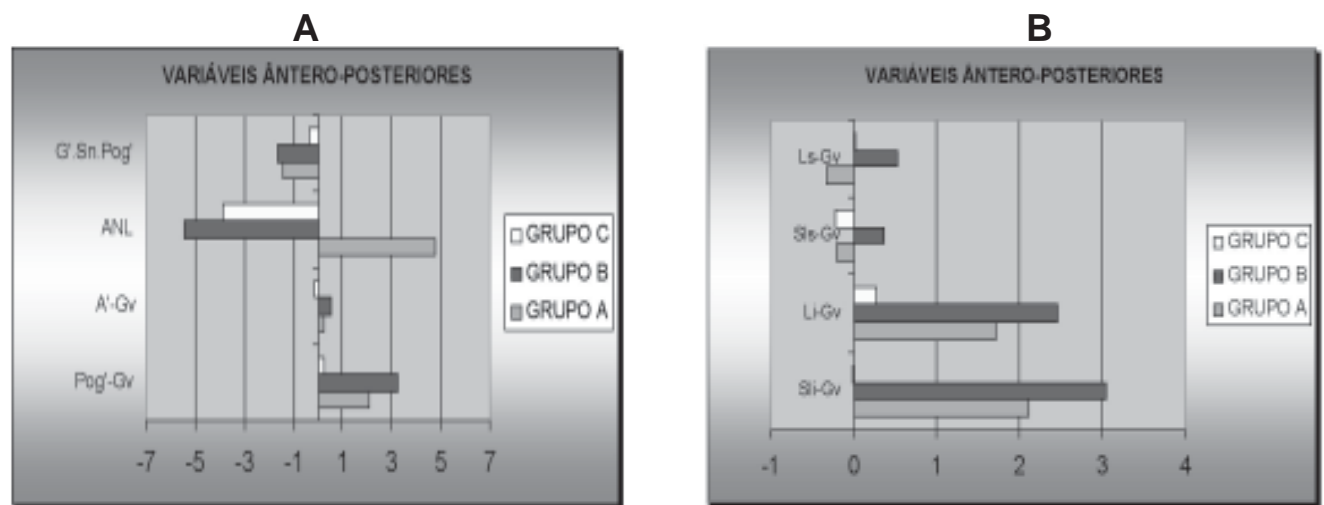 A
VARIÁVEIS ÂNTERO-POSTERIORES
G'.Sn.Pog'
ANL
A'-Gv
Pog'-Gv
-7 -5 -3 -1 1 3 5 7
GRUPO C
GRUPO B
GRUPO A
B
VARIÁVEIS ÂNTERO-POSTERIORES
Ls-Gv
Sls-Gv
Li-Gv
Sli-Gv
-1 0 1 2 3 4
GRUPO C
GRUPO B
GRUPO A